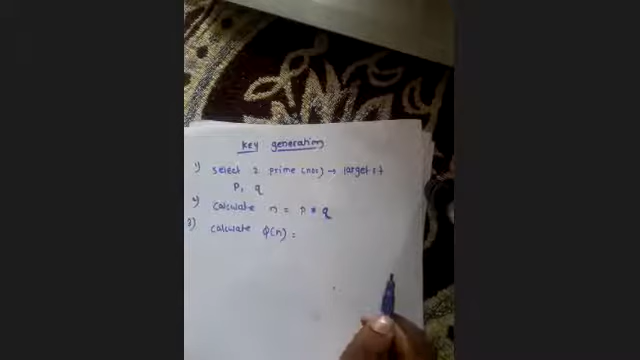 Key generation
1) select 2 prime (nos) → largest
p, q
2) calculate n = p * q
3) calculate φ(n) =